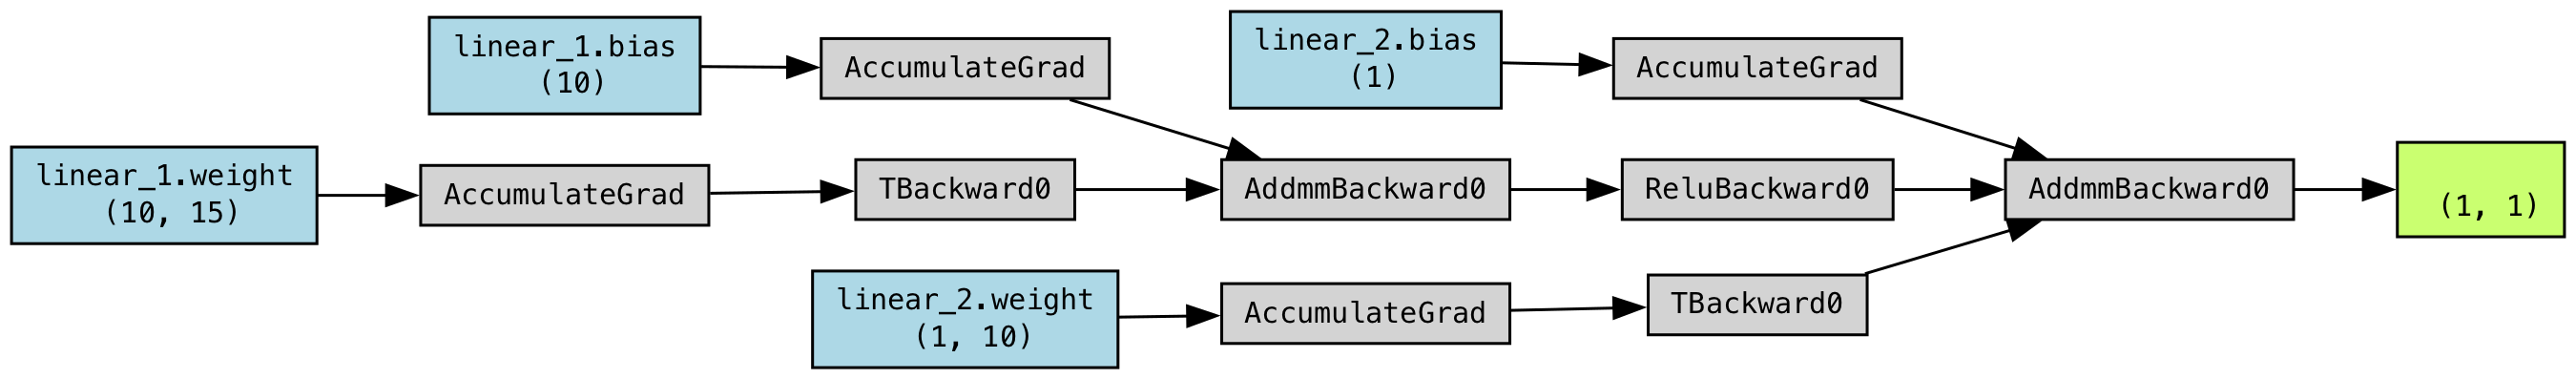 linear_1.bias
(10)
AccumulateGrad
linear_2.bias
(1)
AccumulateGrad
linear_1.weight
(10, 15)
AccumulateGrad
TBackward0
AddmmBackward0
ReluBackward0
AddmmBackward0
(1, 1)
linear_2.weight
(1, 10)
AccumulateGrad
TBackward0